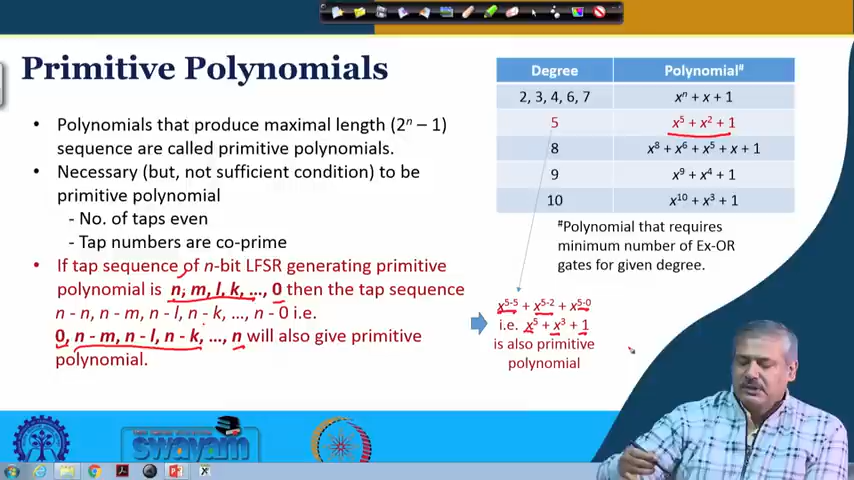 Primitive Polynomials
• Polynomials that produce maximal length (2ⁿ – 1)
sequence are called primitive polynomials.
• Necessary (but, not sufficient condition) to be
primitive polynomial
- No. of taps even
- Tap numbers are co-prime
• If tap sequence of n-bit LFSR generating primitive
polynomial is n, m, l, k, ..., 0 then the tap sequence
n - n, n - m, n - l, n - k, ..., n - 0 i.e.
0, n - m, n - l, n - k, ..., n will also give primitive
polynomial.
Degree Polynomial#
2, 3, 4, 6, 7 xⁿ + x + 1
5 x⁵ + x² + 1
8 x⁸ + x⁶ + x⁵ + x + 1
9 x⁹ + x⁴ + 1
10 x¹⁰ + x³ + 1
#Polynomial that requires
minimum number of Ex-OR
gates for given degree.
x⁵⁻⁵ + x⁵⁻² + x⁵⁻⁰
i.e. x⁵ + x³ + 1
is also primitive
polynomial
swayam